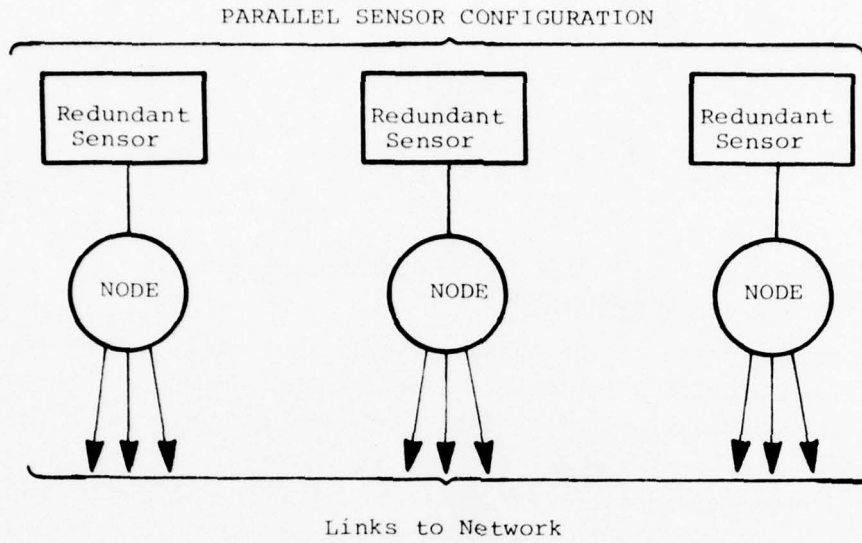 PARALLEL SENSOR CONFIGURATION
Redundant
Sensor
Redundant
Sensor
Redundant
Sensor
NODE
NODE
NODE
Links to Network